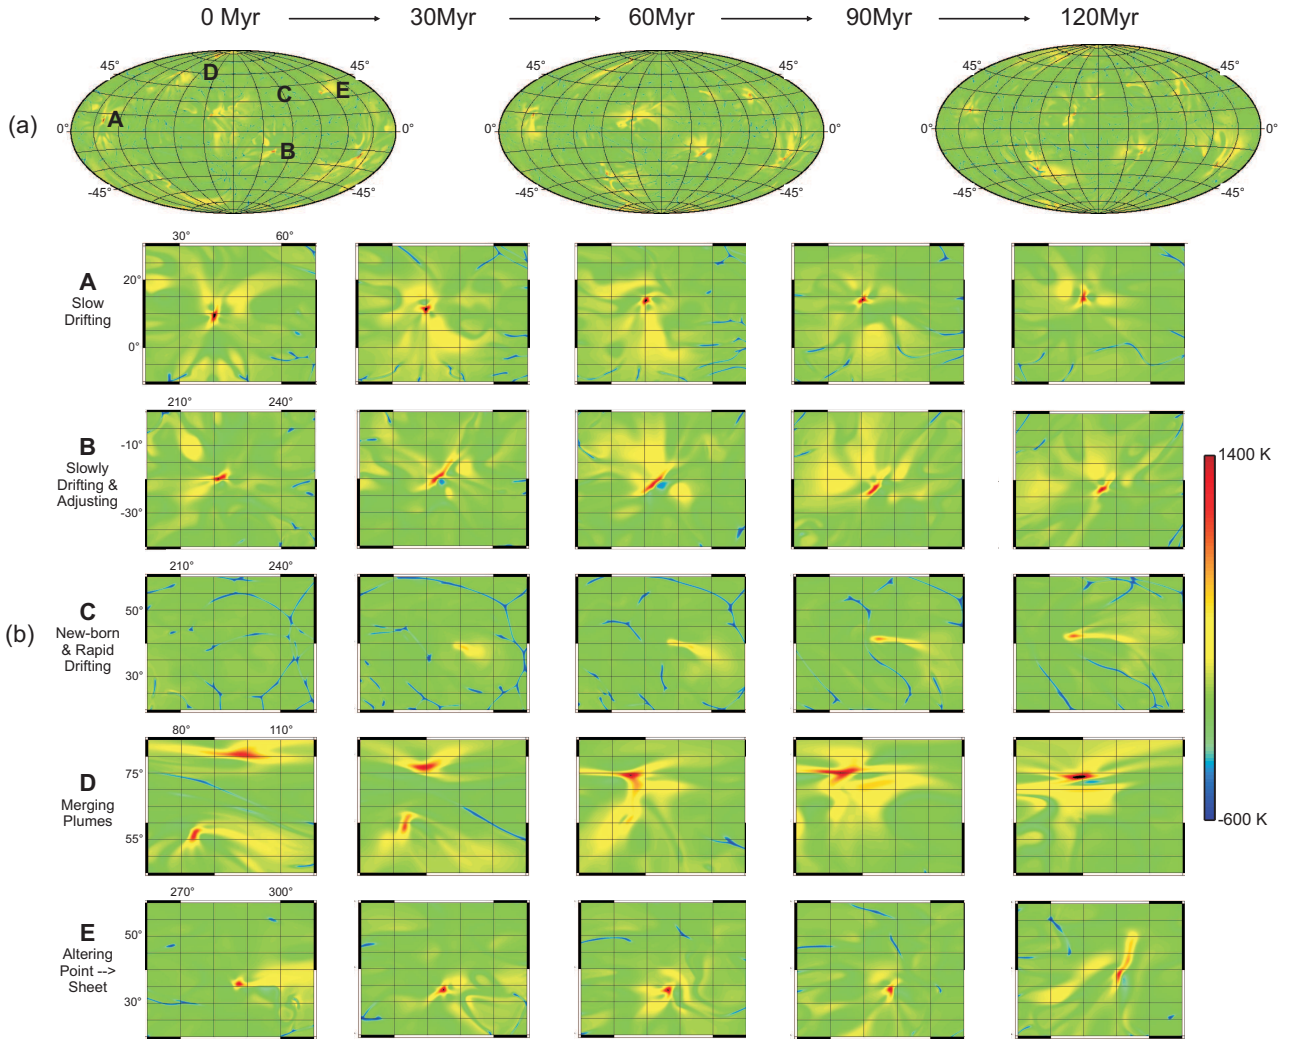 0 Myr 30Myr 60Myr 90Myr 120Myr
(a)
45° 45° 45° 45° 45° 45°
D C E A B
0° 0° 0° 0° 0° 0°
-45° -45° -45° -45° -45° -45°
30° 60°
A
Slow
Drifting
20°
0°
210° 240°
B
Slowly
Drifting &
Adjusting
-10°
-30°
1400 K
-600 K
(b)
210° 240°
C
New-born
& Rapid
Drifting
50°
30°
80° 110°
D
Merging
Plumes
75°
55°
270° 300°
E
Altering
Point -->
Sheet
50°
30°